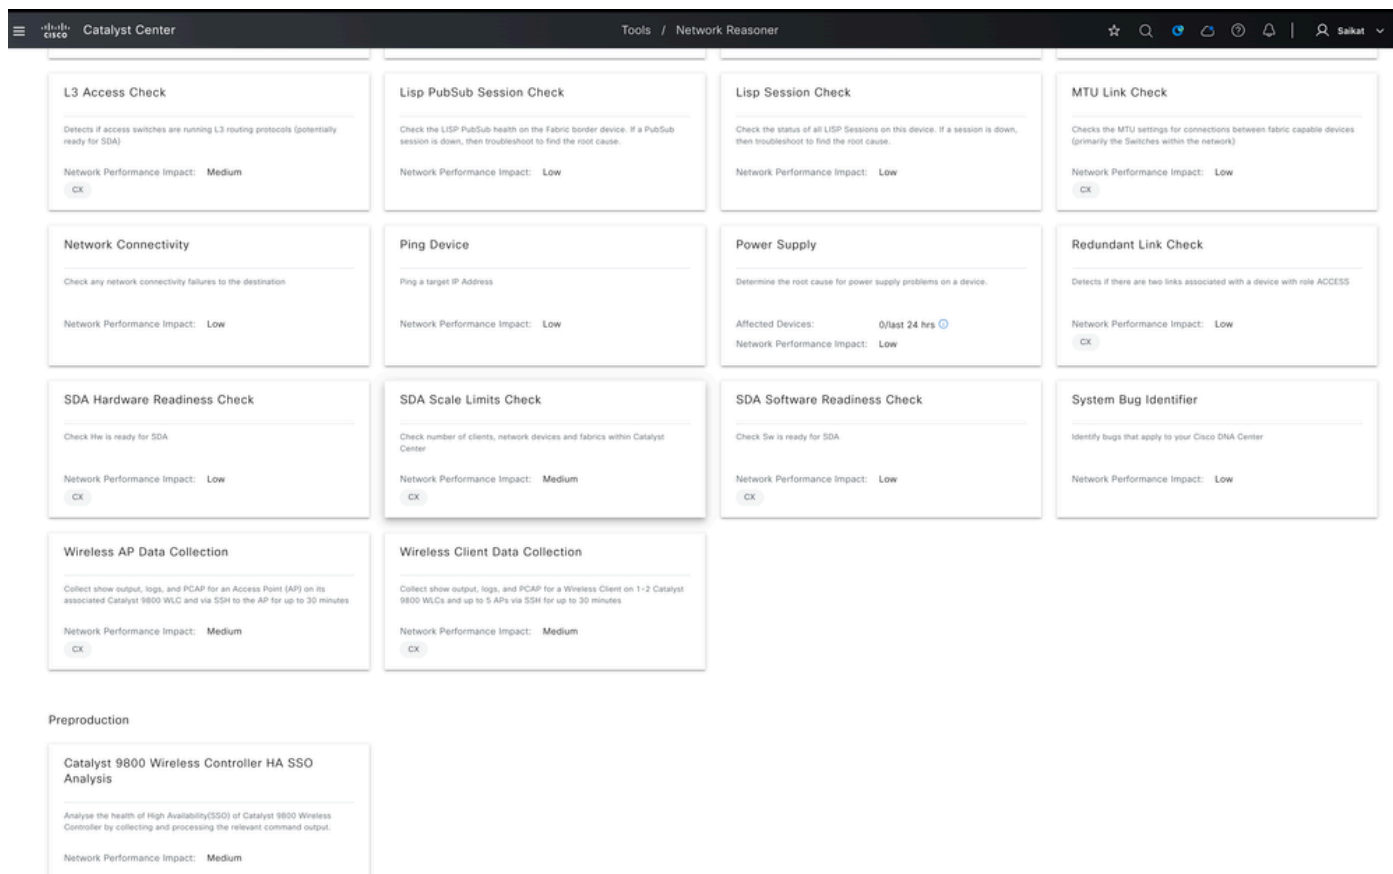 CISCO Catalyst Center
Tools / Network Reasoner
Saikat
L3 Access Check
Detects if access switches are running L3 routing protocols (potentially
ready for SDA)
Network Performance Impact: Medium
CX
Lisp PubSub Session Check
Check the LISP PubSub health on the Fabric border device. If a PubSub
session is down, then troubleshoot to find the root cause.
Network Performance Impact: Low
Lisp Session Check
Check the status of all LISP Sessions on this device. If a session is down,
then troubleshoot to find the root cause.
Network Performance Impact: Low
MTU Link Check
Checks the MTU settings for connections between fabric capable devices
(primarily the Switches within the network)
Network Performance Impact: Low
CX
Network Connectivity
Check any network connectivity failures to the destination
Network Performance Impact: Low
Ping Device
Ping a target IP Address
Network Performance Impact: Low
Power Supply
Determine the root cause for power supply problems on a device.
Affected Devices: 0/last 24 hrs
Network Performance Impact: Low
Redundant Link Check
Detects if there are two links associated with a device with role ACCESS
Network Performance Impact: Low
CX
SDA Hardware Readiness Check
Check Hw is ready for SDA
Network Performance Impact: Low
CX
SDA Scale Limits Check
Check number of clients, network devices and fabrics within Catalyst
Center
Network Performance Impact: Medium
CX
SDA Software Readiness Check
Check Sw is ready for SDA
Network Performance Impact: Low
CX
System Bug Identifier
Identify bugs that apply to your Cisco DNA Center
Network Performance Impact: Low
Wireless AP Data Collection
Collect show output, logs, and PCAP for an Access Point (AP) on its
associated Catalyst 9800 WLC and via SSH to the AP for up to 30 minutes
Network Performance Impact: Medium
CX
Wireless Client Data Collection
Collect show output, logs, and PCAP for a Wireless Client on 1-2 Catalyst
9800 WLCs and up to 5 APs via SSH for up to 30 minutes
Network Performance Impact: Medium
CX
Preproduction
Catalyst 9800 Wireless Controller HA SSO
Analysis
Analyse the health of High Availability(SSO) of Catalyst 9800 Wireless
Controller by collecting and processing the relevant command output.
Network Performance Impact: Medium